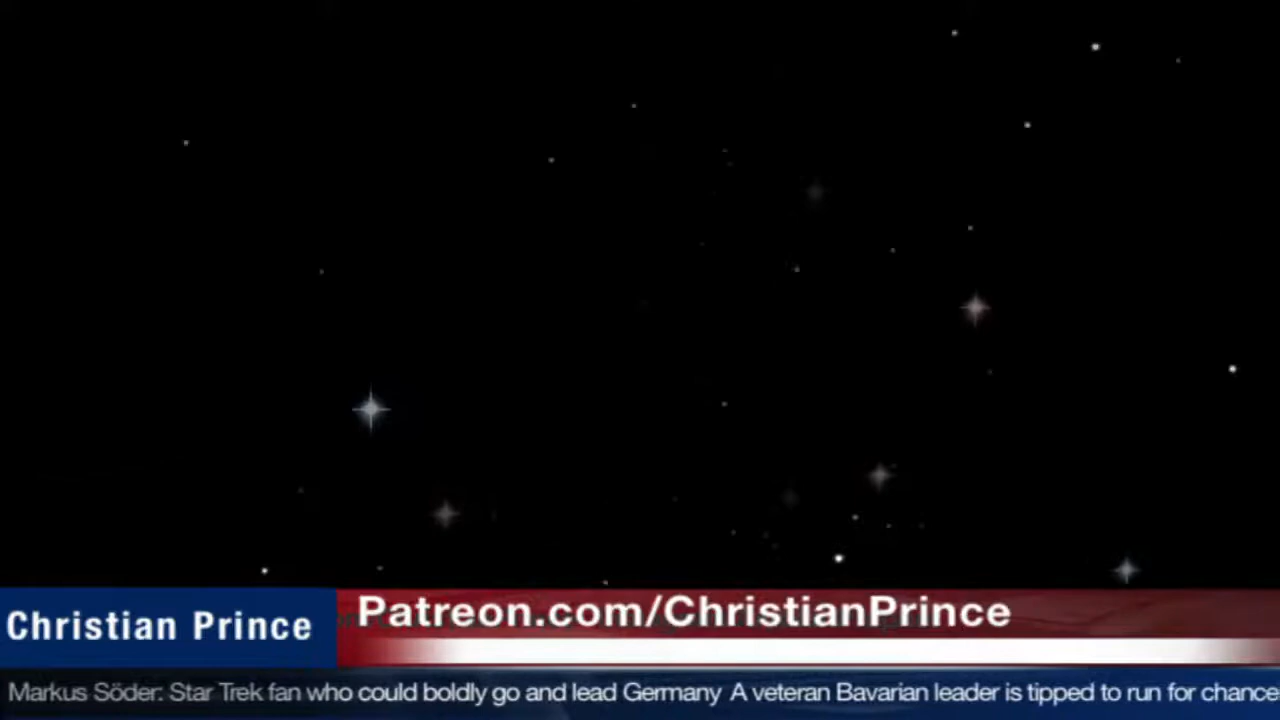 Christian Prince
Patreon.com/ChristianPrince
Markus Söder: Star Trek fan who could boldly go and lead Germany A veteran Bavarian leader is tipped to run for chance